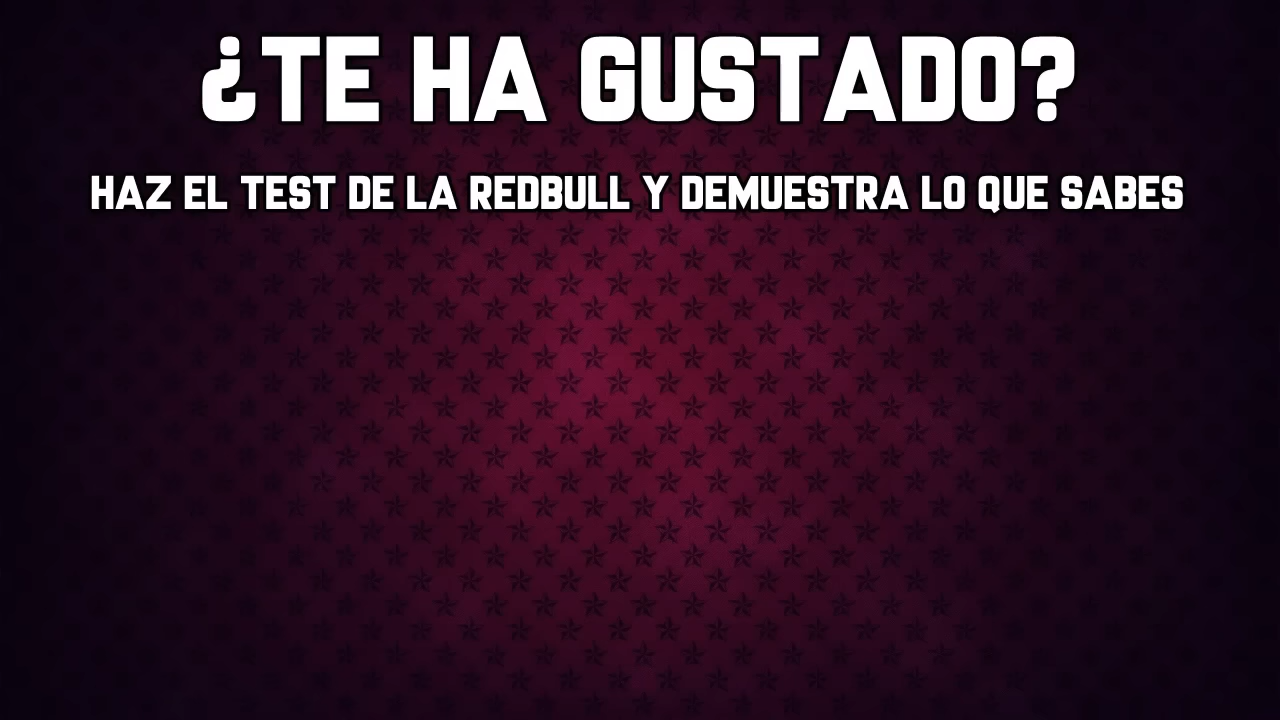 ¿TE HA GUSTADO?
HAZ EL TEST DE LA REDBULL Y DEMUESTRA LO QUE SABES